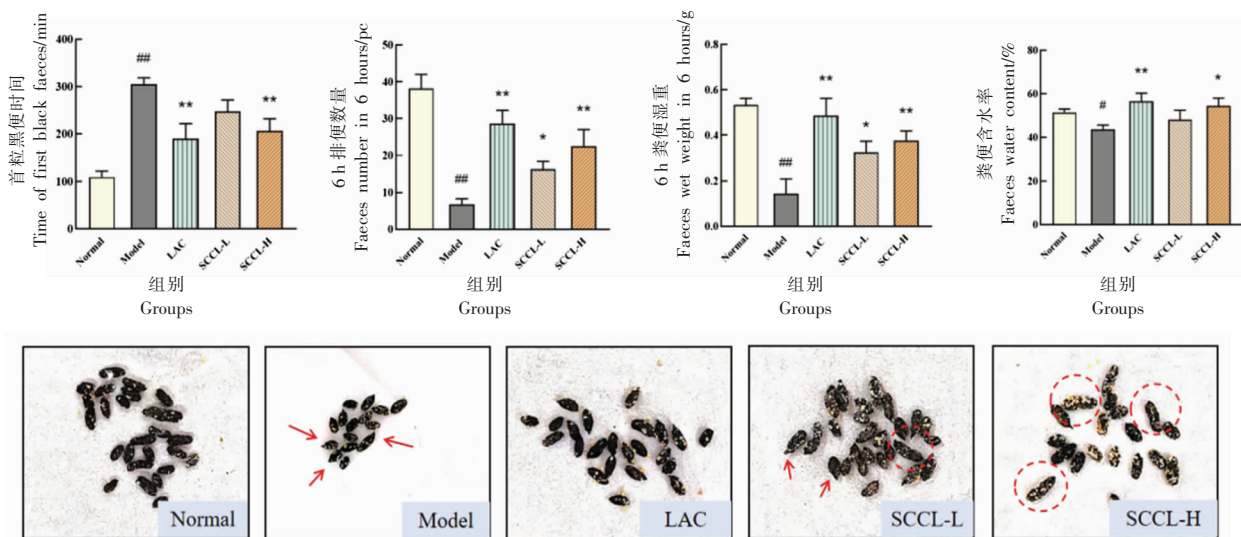 首粒黑便时间
Time of first black faeces/min
400
300
200
100
0
##
**
**
Normal
Model
LAC
SCCL-L
SCCL-H
组别
Groups
6 h 排便数量
Faeces number in 6 hours/pc
50
40
30
20
10
0
##
**
*
**
Normal
Model
LAC
SCCL-L
SCCL-H
组别
Groups
6 h 粪便湿重
Faeces wet weight in 6 hours/g
0.8
0.6
0.4
0.2
0.0
##
**
*
**
Normal
Model
LAC
SCCL-L
SCCL-H
组别
Groups
粪便含水率
Faeces water content/%
80
60
40
20
0
#
**
*
Normal
Model
LAC
SCCL-L
SCCL-H
组别
Groups
Normal
Model
LAC
SCCL-L
SCCL-H